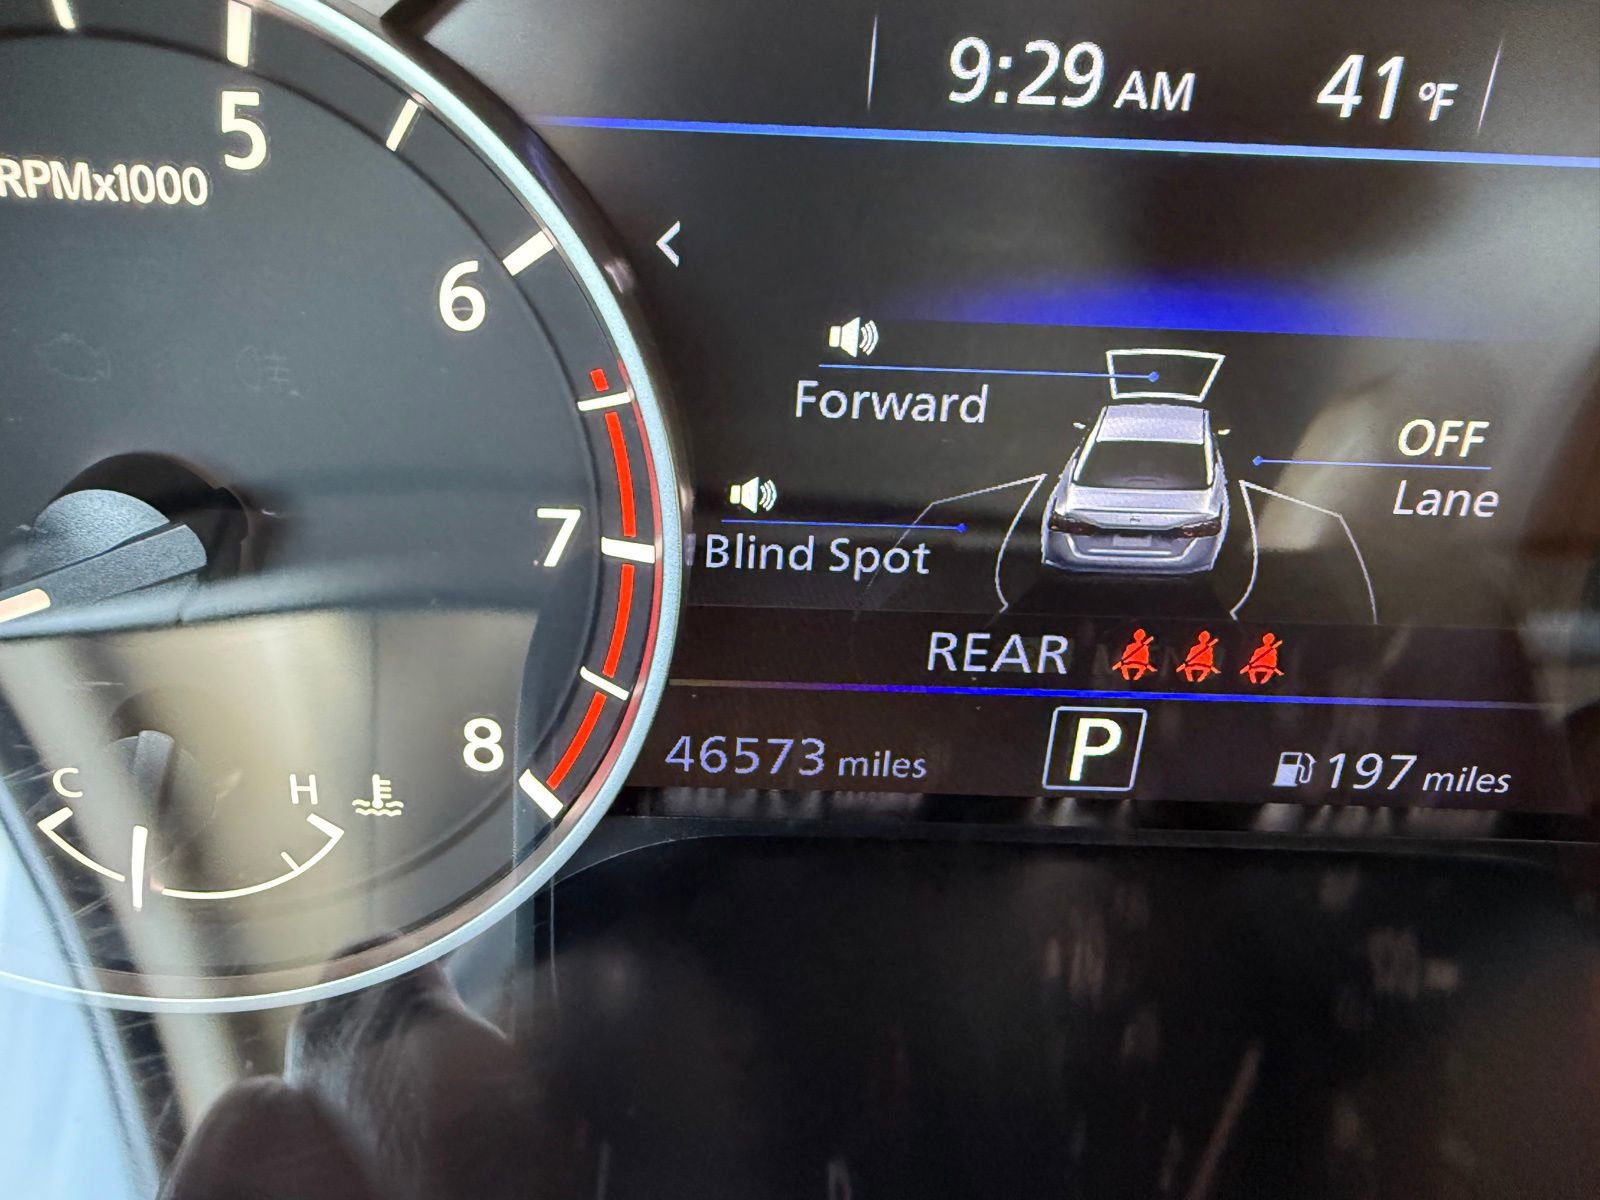 9:29 AM 41 °F
5
RPMx1000
6
Forward
OFF
Lane
7
Blind Spot
REAR
8
46573 miles P 197 miles
C H